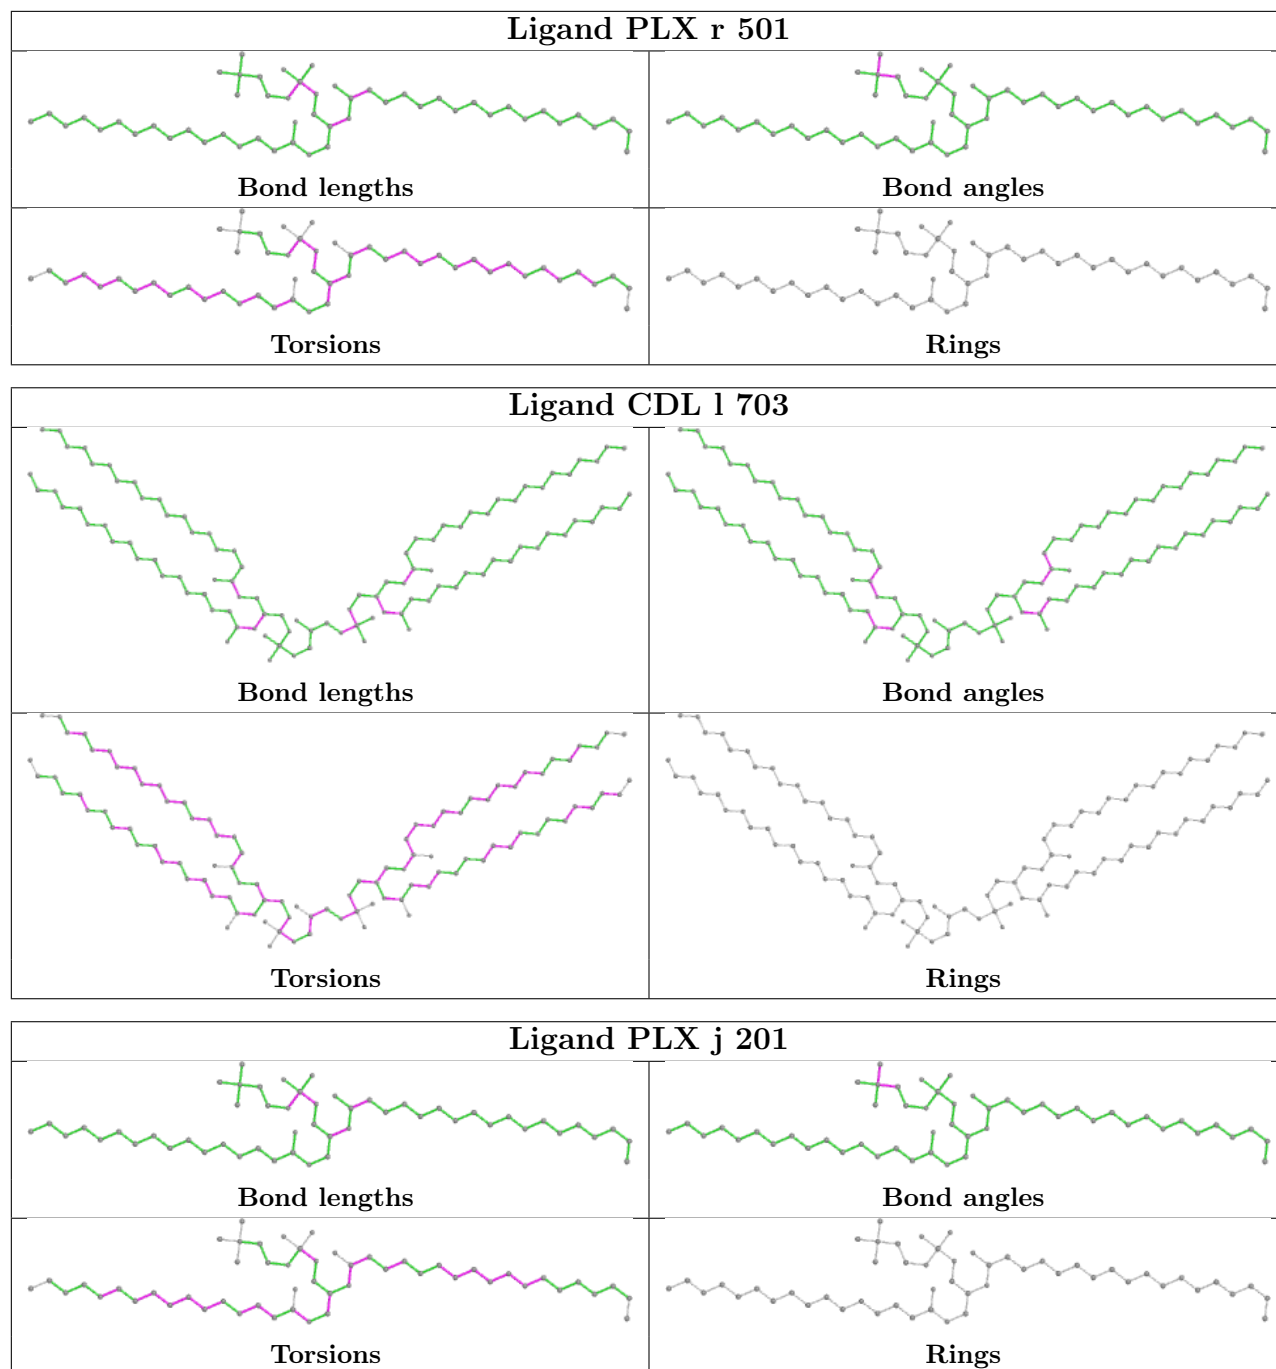 Ligand PLX r 501
Bond lengths
Bond angles
Torsions
Rings
Ligand CDL l 703
Bond lengths
Bond angles
Torsions
Rings
Ligand PLX j 201
Bond lengths
Bond angles
Torsions
Rings